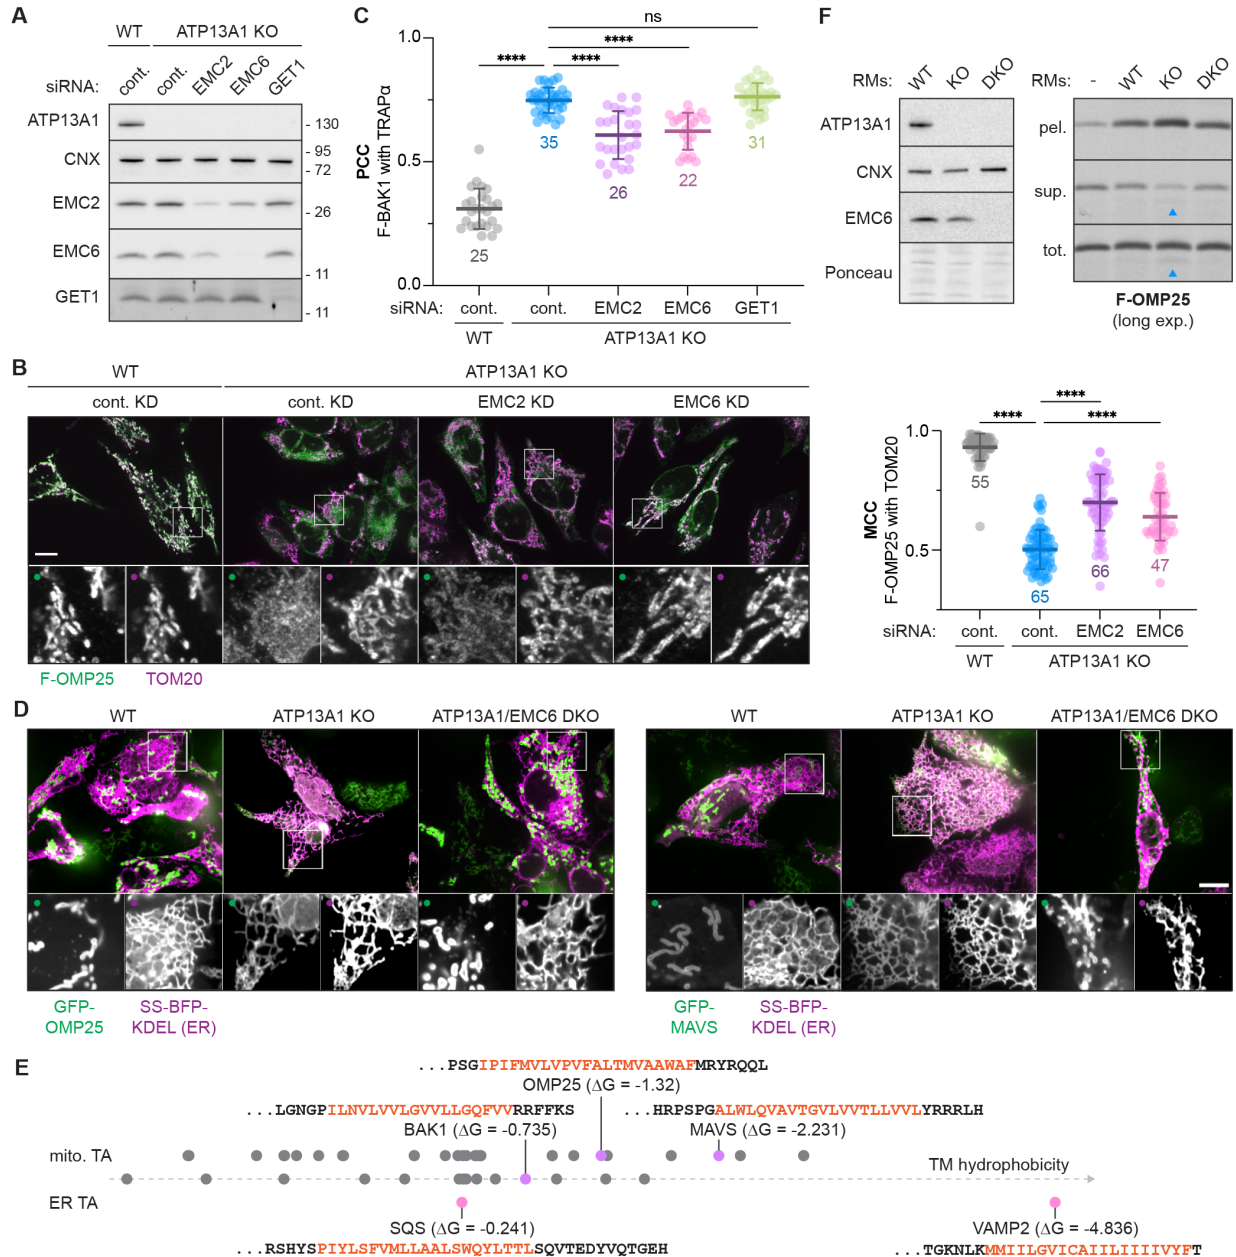 A
WT
ATP13A1 KO
siRNA:
cont.
cont.
EMC2
EMC6
GET1
ATP13A1
- 130
CNX
- 95
- 72
EMC2
- 26
EMC6
- 11
GET1
- 11
C
ns
****
****
****
1.0
0.5
0.0
PCC
F-BAK1 with TRAPα
25
35
26
22
31
siRNA:
cont.
cont.
EMC2
EMC6
GET1
WT
ATP13A1 KO
F
RMs:
WT
KO
DKO
ATP13A1
CNX
EMC6
Ponceau
RMs:
-
WT
KO
DKO
pel.
sup.
tot.
F-OMP25
(long exp.)
B
WT
ATP13A1 KO
cont. KD
cont. KD
EMC2 KD
EMC6 KD
F-OMP25
TOM20
****
****
****
1.0
0.5
MCC
F-OMP25 with TOM20
55
65
66
47
siRNA:
cont.
cont.
EMC2
EMC6
WT
ATP13A1 KO
D
WT
ATP13A1 KO
ATP13A1/EMC6 DKO
WT
ATP13A1 KO
ATP13A1/EMC6 DKO
GFP-
OMP25
SS-BFP-
KDEL (ER)
GFP-
MAVS
SS-BFP-
KDEL (ER)
E
...PSGIPIFMVLVPVFALTMVAAWAFMRYRQQL
OMP25 (ΔG = -1.32)
...LGNGPILNVLVVLGVVLLGQFVVRRFFKS
...HRPSPGALWLQVAVTGVLVVTLLVVLYRRRLH
BAK1 (ΔG = -0.735)
MAVS (ΔG = -2.231)
mito. TA
TM hydrophobicity
ER TA
SQS (ΔG = -0.241)
VAMP2 (ΔG = -4.836)
...RSHYSPIYLSFVMLLAALSWQYLTTLSQVTEDYVQTGEH
...TGKNLKMMIILGVICAIILIIIIVYFT